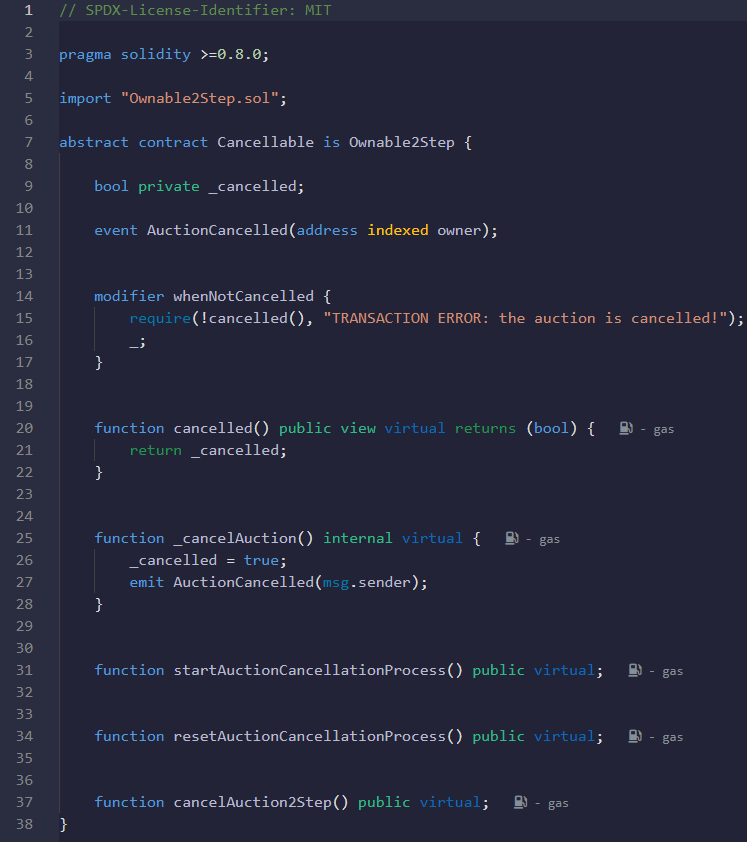 1 // SPDX-License-Identifier: MIT
2
3 pragma solidity >=0.8.0;
4
5 import "Ownable2Step.sol";
6
7 abstract contract Cancellable is Ownable2Step {
8
9 bool private _cancelled;
10
11 event AuctionCancelled(address indexed owner);
12
13
14 modifier whenNotCancelled {
15 require(!cancelled(), "TRANSACTION ERROR: the auction is cancelled!");
16 _;
17 }
18
19
20 function cancelled() public view virtual returns (bool) { - gas
21 return _cancelled;
22 }
23
24
25 function _cancelAuction() internal virtual { - gas
26 _cancelled = true;
27 emit AuctionCancelled(msg.sender);
28 }
29
30
31 function startAuctionCancellationProcess() public virtual; - gas
32
33
34 function resetAuctionCancellationProcess() public virtual; - gas
35
36
37 function cancelAuction2Step() public virtual; - gas
38 }